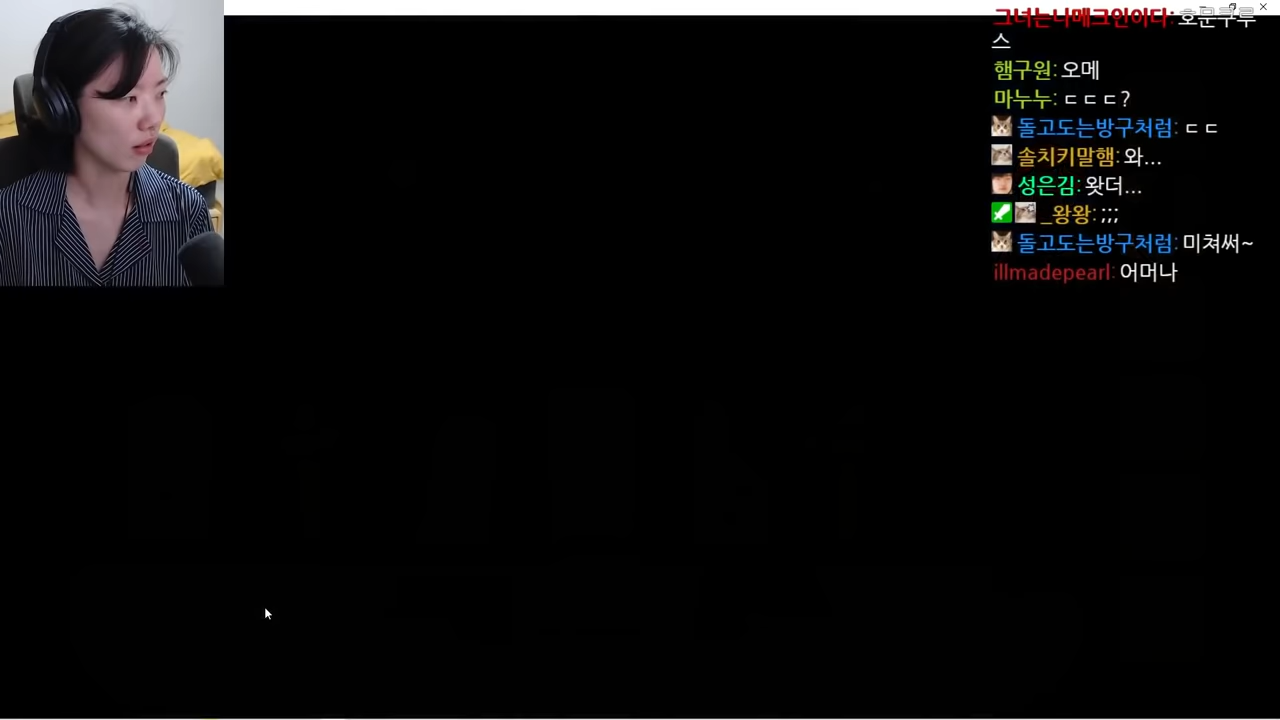 그녀는나매크인이다: 호문쿠루
스
햄구원: 오메
마누누: ㄷㄷㄷ?
돌고도는방구처럼: ㄷㄷ
솔치키말햄: 와...
성은김: 왓더...
_왕왕: ;;;
돌고도는방구처럼: 미쳐써~
illmadepearl: 어머나